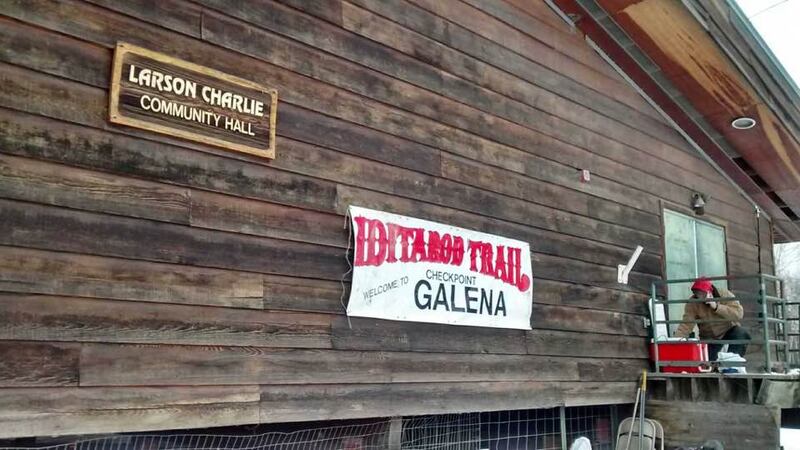 LARSON CHARLIE
COMMUNITY HALL
IDITAROD TRAIL
CHECKPOINT
WELCOME TO GALENA